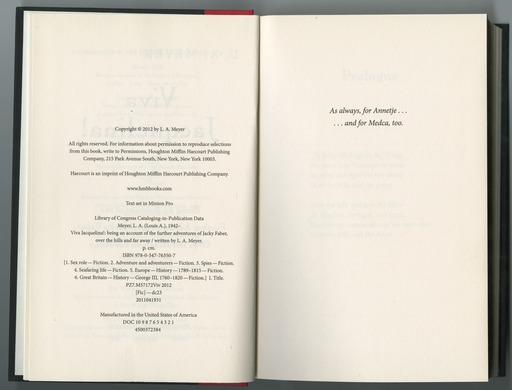 Copyright © 2012 by L. A. Meyer
All rights reserved. For information about permission to reproduce selections
from this book, write to Permissions, Houghton Mifflin Harcourt Publishing
Company, 215 Park Avenue South, New York, New York 10003.
Harcourt is an imprint of Houghton Mifflin Harcourt Publishing Company.
www.hmhbooks.com
Text set in Minion Pro
Library of Congress Cataloging-in-Publication Data
Meyer, L. A. (Louis A.), 1942–
Viva Jacquelina!: being an account of the further adventures of Jacky Faber,
over the hills and far away / written by L. A. Meyer.
p. cm.
ISBN 978-0-547-76350-7
[1. Sex role—Fiction. 2. Adventure and adventurers—Fiction. 3. Spies—Fiction.
4. Seafaring life—Fiction. 5. Europe—History—1789–1815—Fiction.
6. Great Britain—History—George III, 1760–1820—Fiction.] I. Title.
PZ7.M57172Viv 2012
[Fic]—dc23
2011041931
Manufactured in the United States of America
DOC 10 9 8 7 6 5 4 3 2 1
4500372384
As always, for Annetje . . .
. . . and for Medca, too.
Prologue